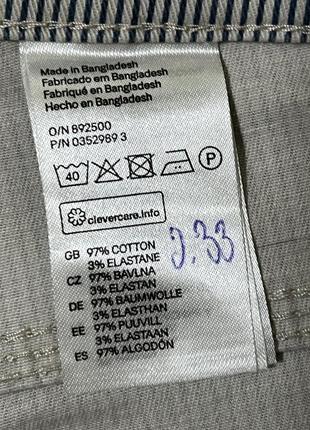 Made in Bangladesh
Fabricado em Bangladesh
Fabriqué en Bangladesh
Hecho en Bangladesh
O/N 892500
P/N 0352989 3
40
P
clevercare.info
GB 97% COTTON
3% ELASTANE
CZ 97% BAVLNA
3% ELASTAN
DE 97% BAUMWOLLE
3% ELASTHAN
EE 97% PUUVILL
3% ELASTAAN
ES 97% ALGODÓN
2.33